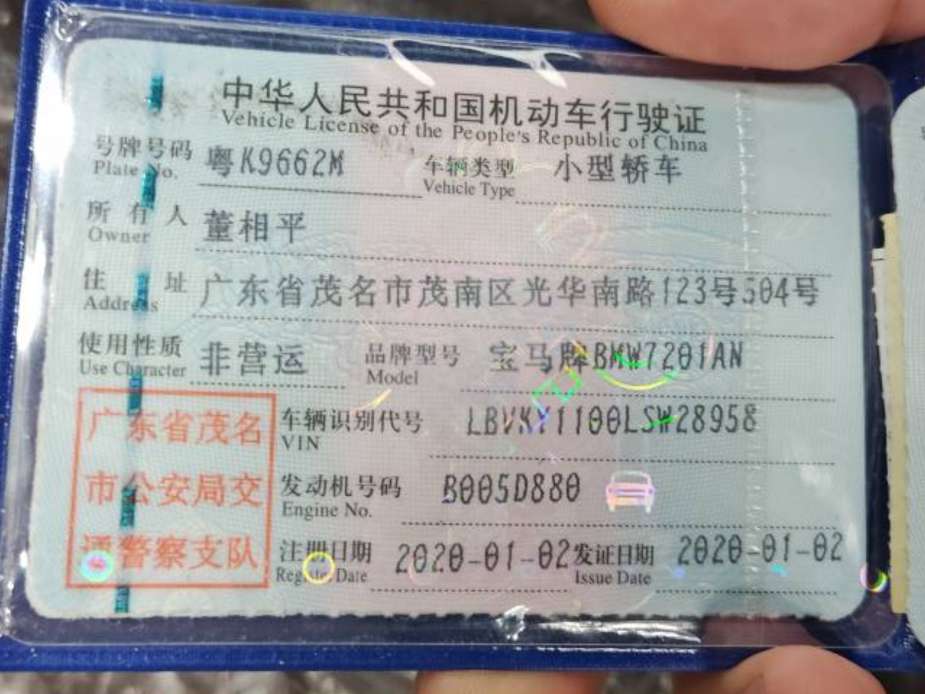 中华人民共和国机动车行驶证
Vehicle License of the People's Republic of China
号牌号码 粤K9662M 车辆类型 小型轿车
Plate No. Vehicle Type
所有人 董相平
Owner
住址 广东省茂名市茂南区光华南路123号504号
Address
使用性质 非营运 品牌型号 宝马牌BMW7201AN
Use Character Model
广东省茂名 车辆识别代号 LBVKY1100LSW28958
VIN
市公安局交 发动机号码 B005D880
Engine No.
通警察支队 注册日期 2020-01-02 发证日期 2020-01-02
Register Date Issue Date